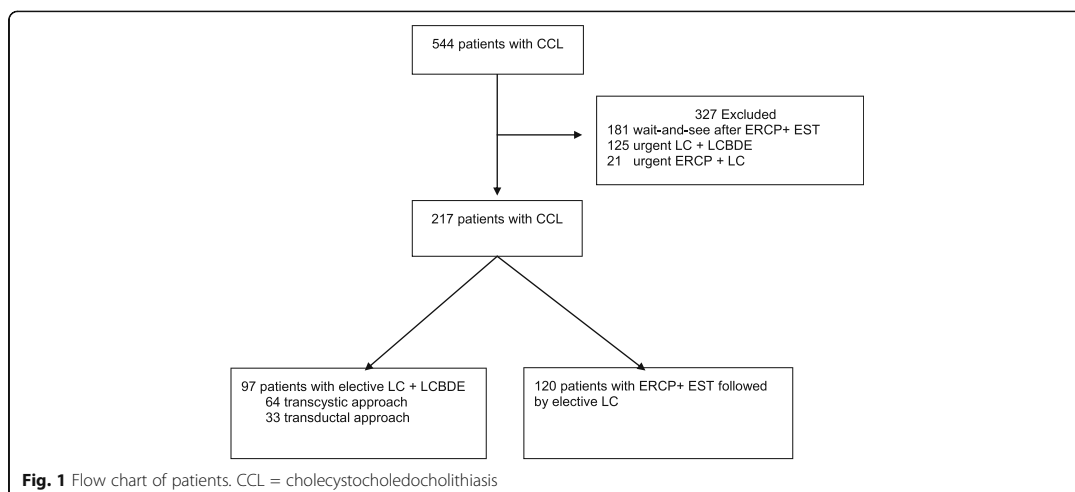 544 patients with CCL
327 Excluded
181 wait-and-see after ERCP+ EST
125 urgent LC + LCBDE
21 urgent ERCP + LC
217 patients with CCL
97 patients with elective LC + LCBDE
64 transcystic approach
33 transductal approach
120 patients with ERCP+ EST followed
by elective LC
Fig. 1 Flow chart of patients. CCL = cholecystocholedocholithiasis